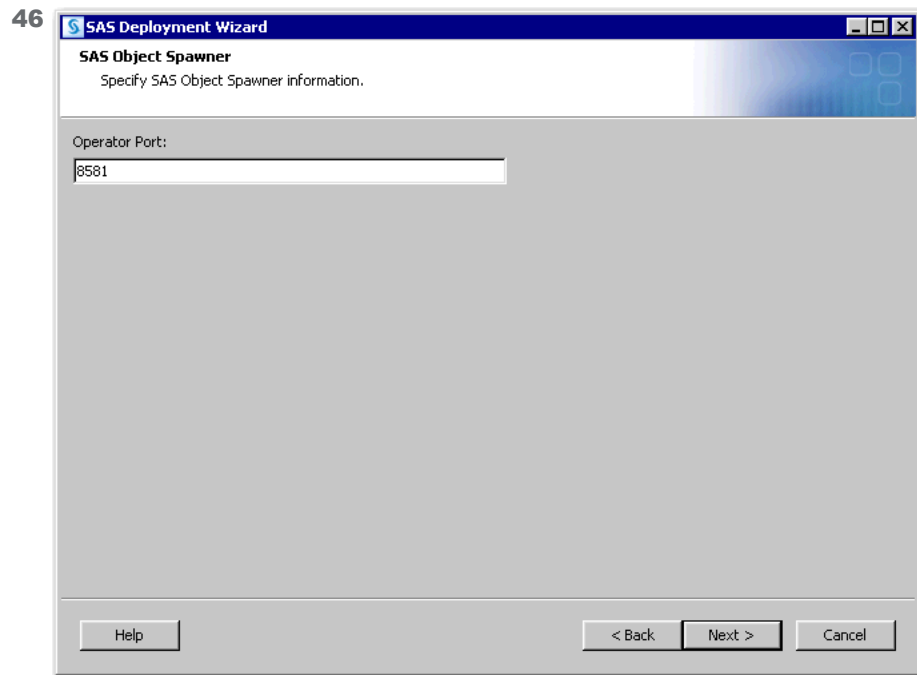 46
SAS Deployment Wizard
SAS Object Spawner
Specify SAS Object Spawner information.
Operator Port:
8581
Help
< Back
Next >
Cancel